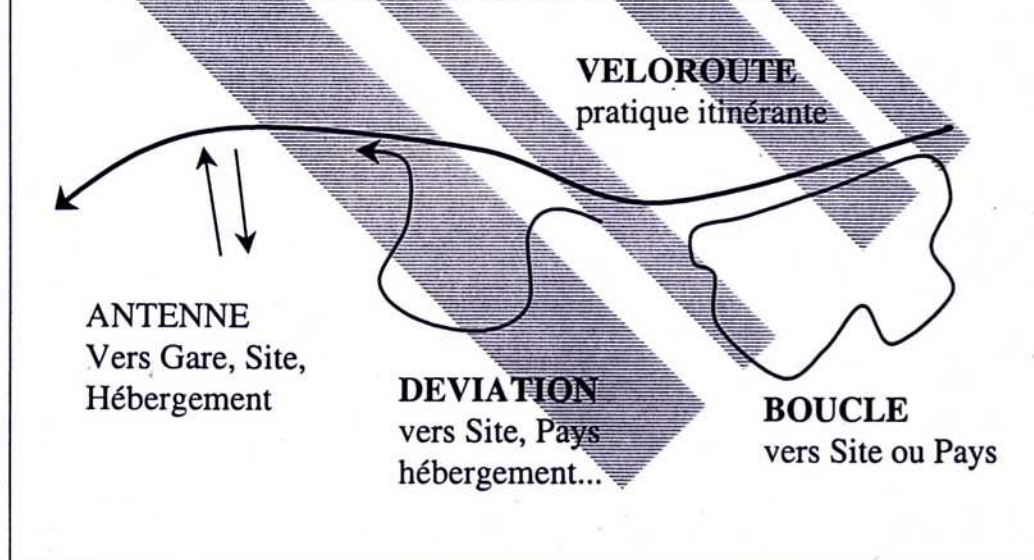 VELOROUTE
pratique itinérante
ANTENNE
Vers Gare, Site,
Hébergement
DEVIATION
vers Site, Pays
hébergement...
BOUCLE
vers Site ou Pays